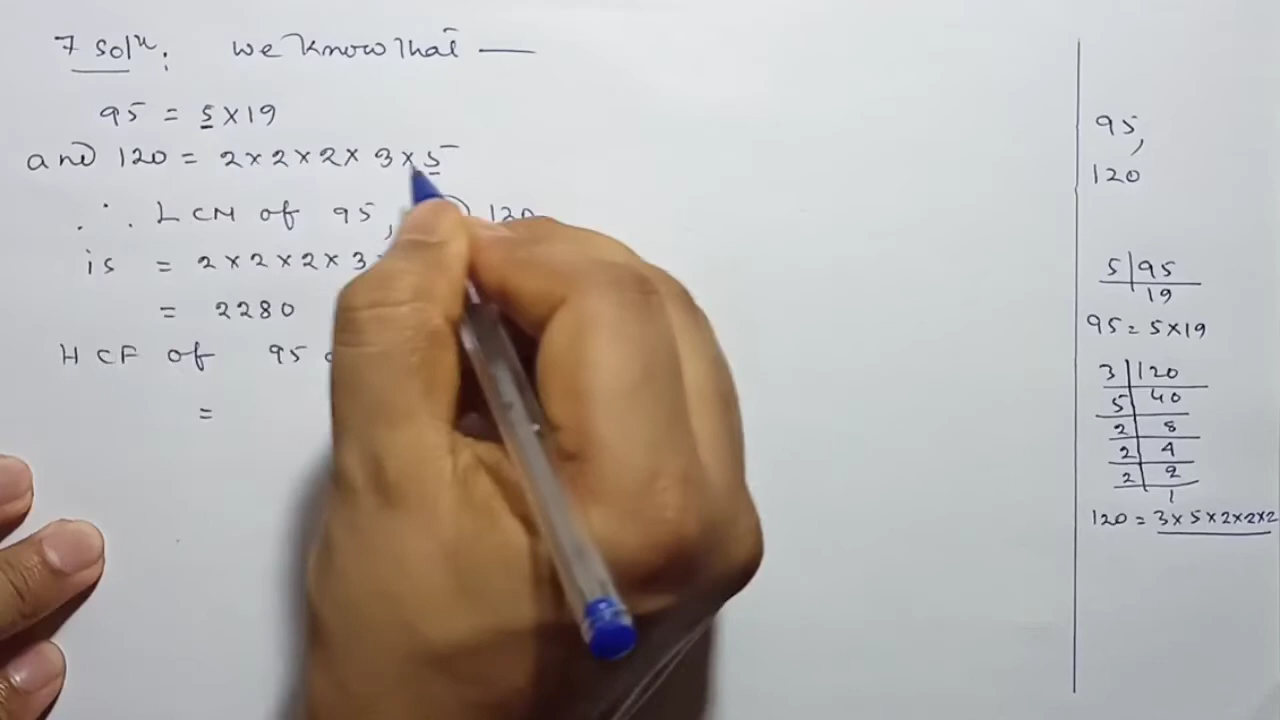 7 Solⁿ: We know that —
95 = 5 × 19
and 120 = 2 × 2 × 2 × 3 × 5
∴ LCM of 95, 120
is = 2 × 2 × 2 × 3
= 2280
HCF of 95
=
95,
120
5 | 95
19
95 = 5 × 19
3 | 120
5 | 40
2 | 8
2 | 4
2 | 2
1
120 = 3 × 5 × 2 × 2 × 2